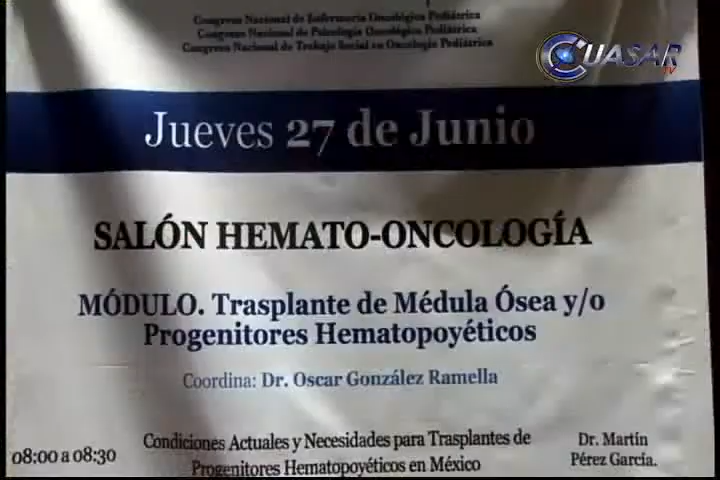 Congreso Nacional de Enfermería Oncológica Pediátrica
Congreso Nacional de Psicología Oncológica Pediátrica
Congreso Nacional de Trabajo Social en Oncología Pediátrica
CUASAR
TV
Jueves 27 de Junio
SALÓN HEMATO-ONCOLOGÍA
MÓDULO. Trasplante de Médula Ósea y/o
Progenitores Hematopoyéticos
Coordina: Dr. Oscar González Ramella
08:00 a 08:30
Condiciones Actuales y Necesidades para Trasplantes de
Progenitores Hematopoyéticos en México
Dr. Martín
Pérez García.